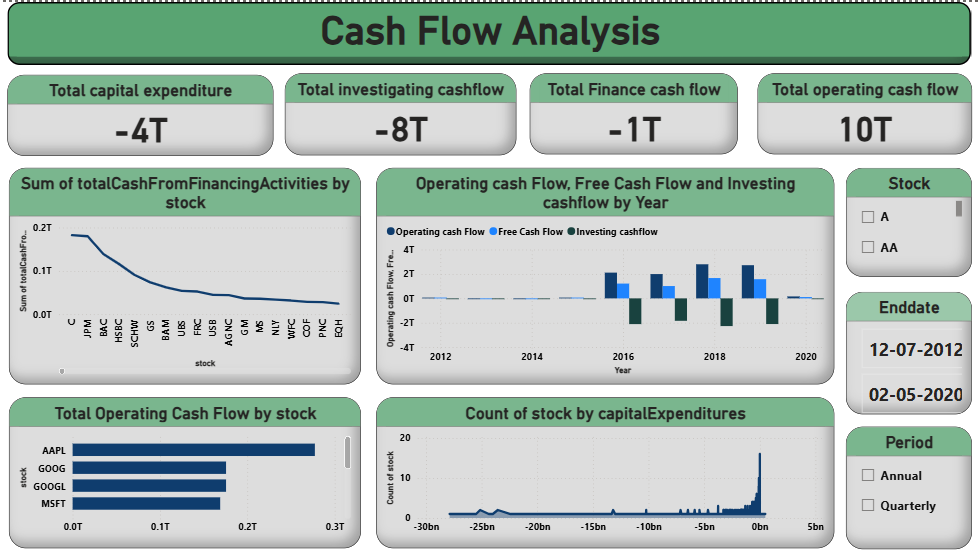 Cash Flow Analysis
Total capital expenditure
-4T
Total investigating cashflow
-8T
Total Finance cash flow
-1T
Total operating cash flow
10T
Sum of totalCashFromFinancingActivities by
stock
Sum of totalCashFro...
0.2T
0.1T
0.0T
C
JPM
BAC
HSBC
SCHW
GS
BAM
UBS
FRC
USB
AGNC
GM
MS
NLY
WFC
COF
PNC
EQH
stock
Operating cash Flow, Free Cash Flow and Investing
cashflow by Year
Operating cash Flow Free Cash Flow Investing cashflow
Operating cash Flow, Fre...
4T
2T
0T
-2T
-4T
2012 2014 2016 2018 2020
Year
Stock
A
AA
Enddate
12-07-2012
02-05-2020
Total Operating Cash Flow by stock
stock
AAPL
GOOG
GOOGL
MSFT
0.0T 0.1T 0.2T 0.3T
Count of stock by capitalExpenditures
Count of stock
20
10
0
-30bn -25bn -20bn -15bn -10bn -5bn 0bn 5bn
Period
Annual
Quarterly